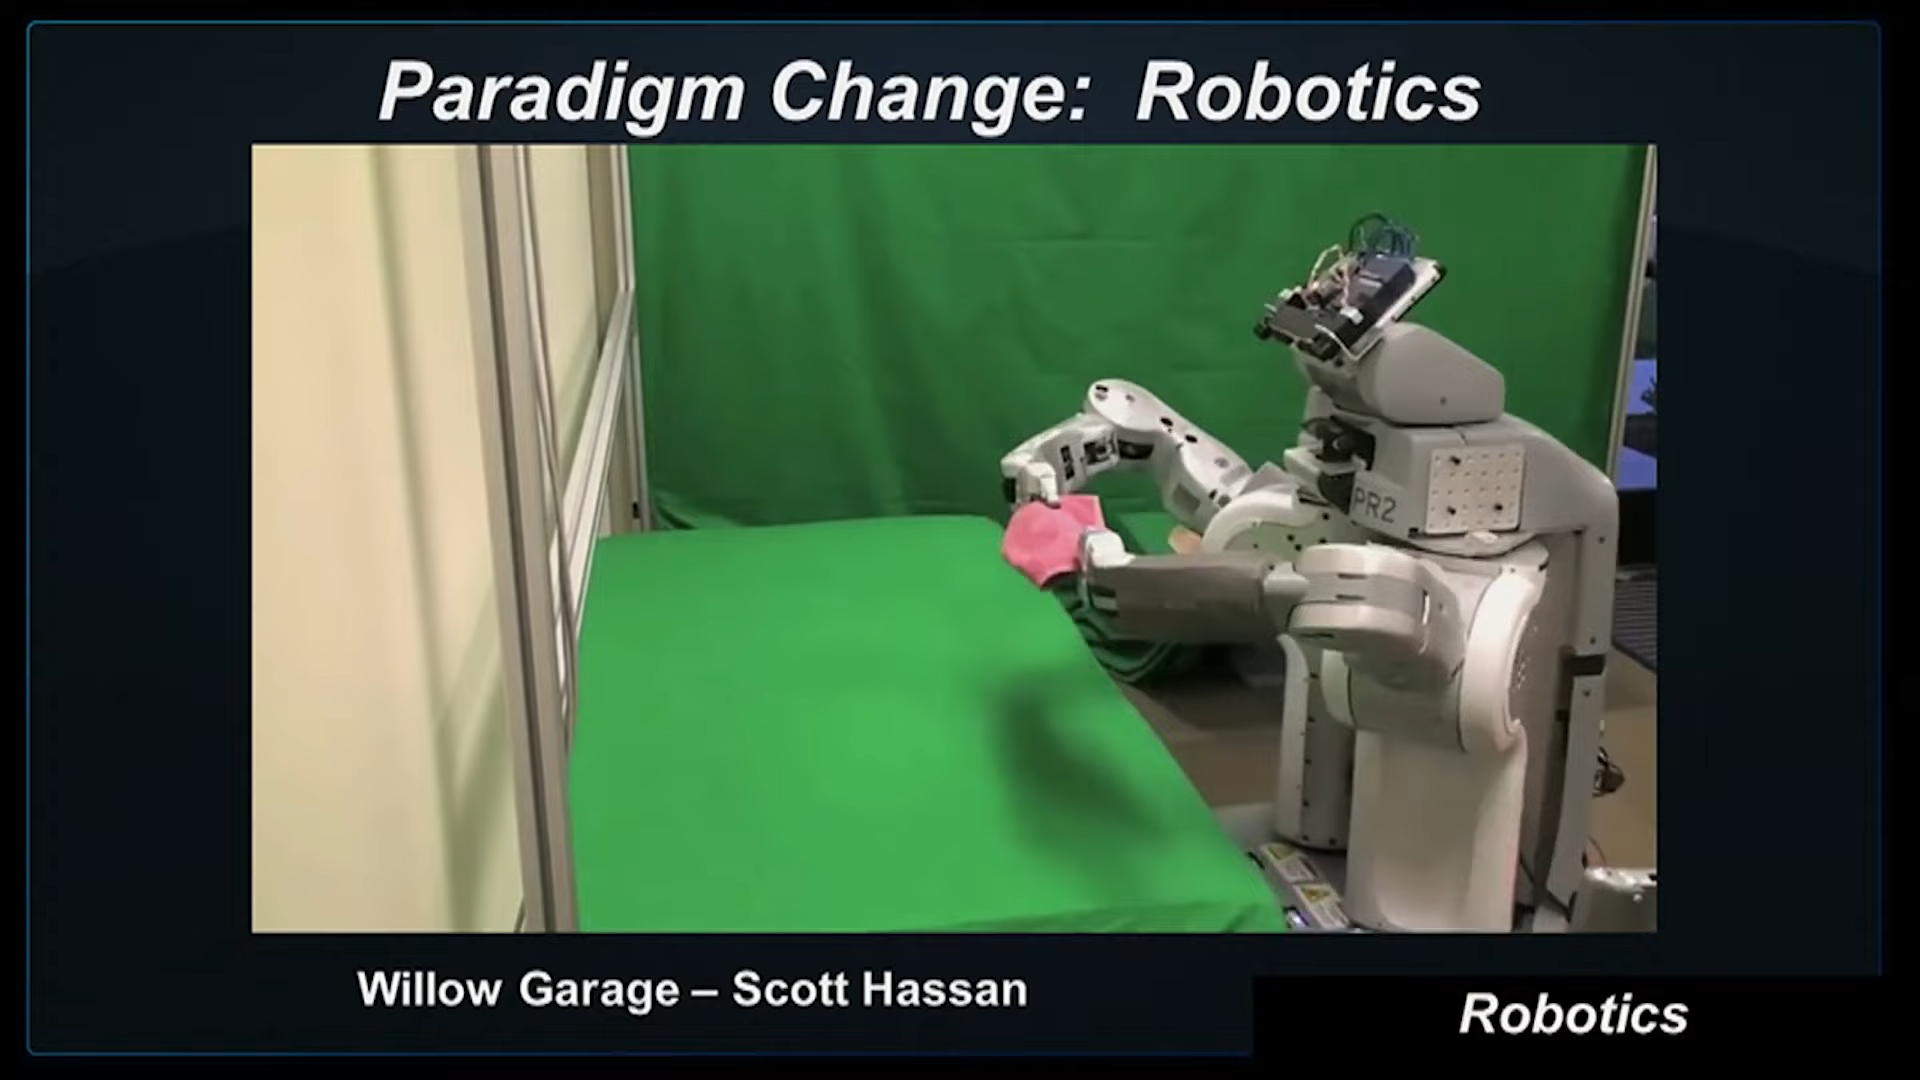 Paradigm Change: Robotics
PR2
Willow Garage – Scott Hassan
Robotics